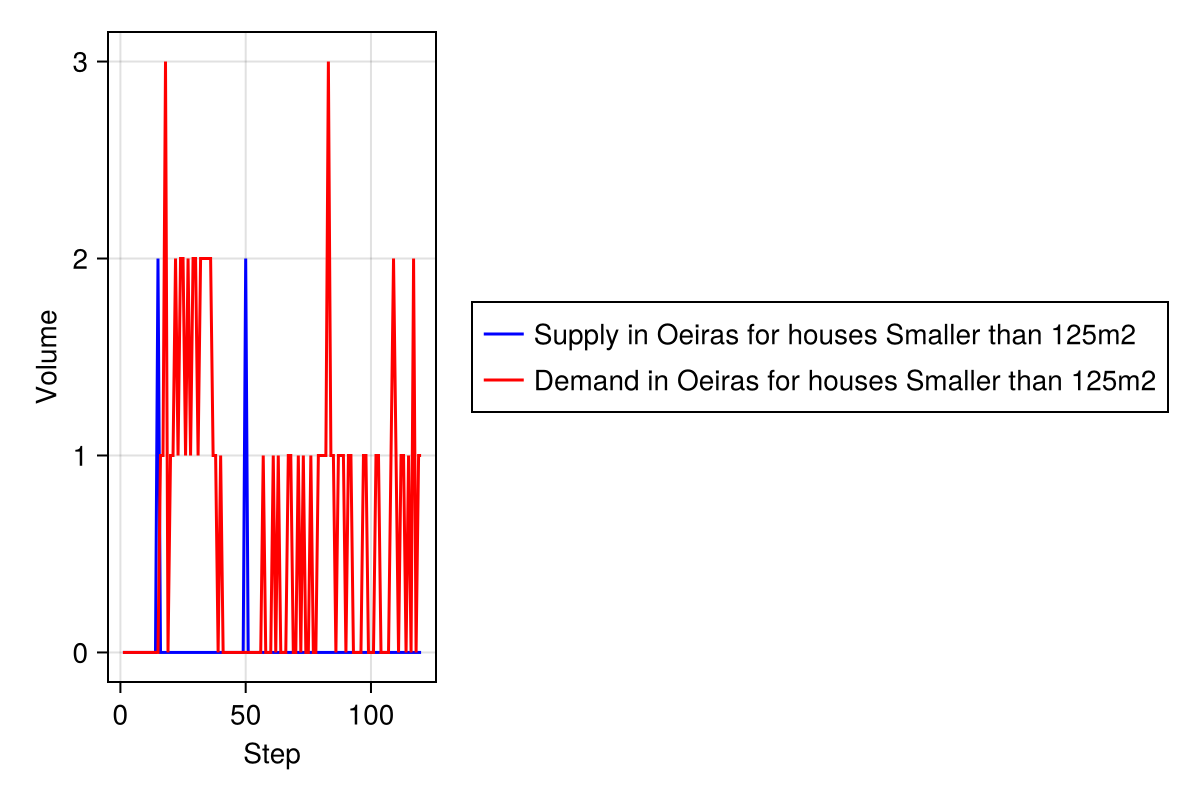 3
2
1
0
Volume
0 50 100
Step
Supply in Oeiras for houses Smaller than 125m2
Demand in Oeiras for houses Smaller than 125m2